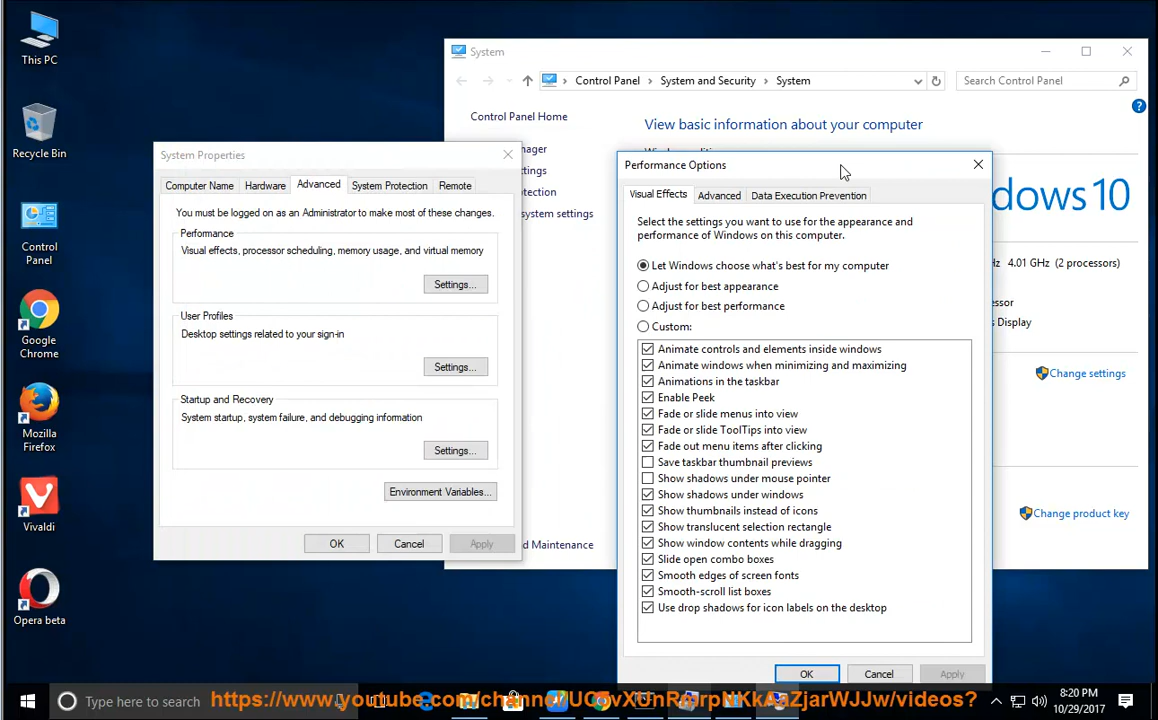 This PC
Recycle Bin
Control
Panel
Google
Chrome
Mozilla
Firefox
Vivaldi
Opera beta
System
Control Panel
System and Security
System
Search Control Panel
Control Panel Home
View basic information about your computer
System Properties
Computer Name
Hardware
Advanced
System Protection
Remote
You must be logged on as an Administrator to make most of these changes.
Performance
Visual effects, processor scheduling, memory usage, and virtual memory
Settings...
User Profiles
Desktop settings related to your sign-in
Settings...
Startup and Recovery
System startup, system failure, and debugging information
Settings...
Environment Variables...
OK
Cancel
Apply
system settings
d Maintenance
Performance Options
Visual Effects
Advanced
Data Execution Prevention
Select the settings you want to use for the appearance and
performance of Windows on this computer.
Let Windows choose what's best for my computer
Adjust for best appearance
Adjust for best performance
Custom:
Animate controls and elements inside windows
Animate windows when minimizing and maximizing
Animations in the taskbar
Enable Peek
Fade or slide menus into view
Fade or slide ToolTips into view
Fade out menu items after clicking
Save taskbar thumbnail previews
Show shadows under mouse pointer
Show shadows under windows
Show thumbnails instead of icons
Show translucent selection rectangle
Show window contents while dragging
Slide open combo boxes
Smooth edges of screen fonts
Smooth-scroll list boxes
Use drop shadows for icon labels on the desktop
OK
Cancel
Apply
dows 10
Hz 4.01 GHz (2 processors)
Display
Change settings
Change product key
Type here to search
8:20 PM
10/29/2017